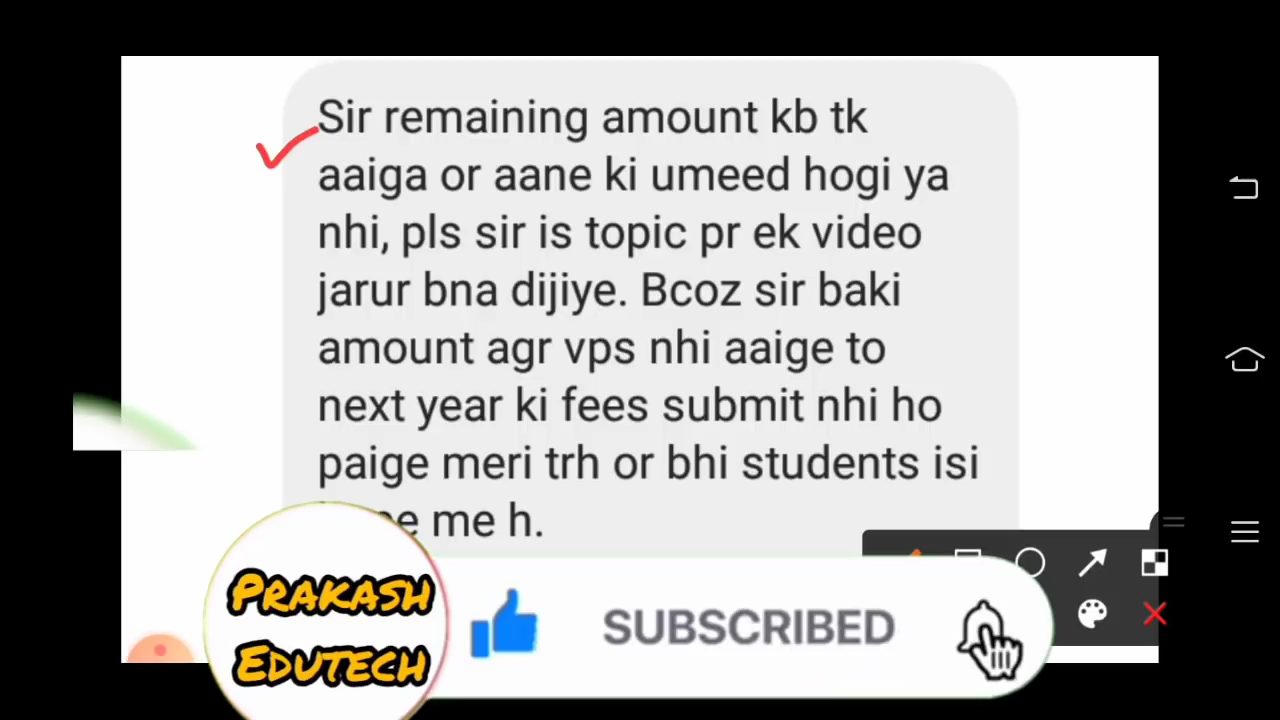 Sir remaining amount kb tk
aaiga or aane ki umeed hogi ya
nhi, pls sir is topic pr ek video
jarur bna dijiye. Bcoz sir baki
amount agr vps nhi aaige to
next year ki fees submit nhi ho
paige meri trh or bhi students isi
me h.
PRAKASH
EDUTECH
SUBSCRIBED